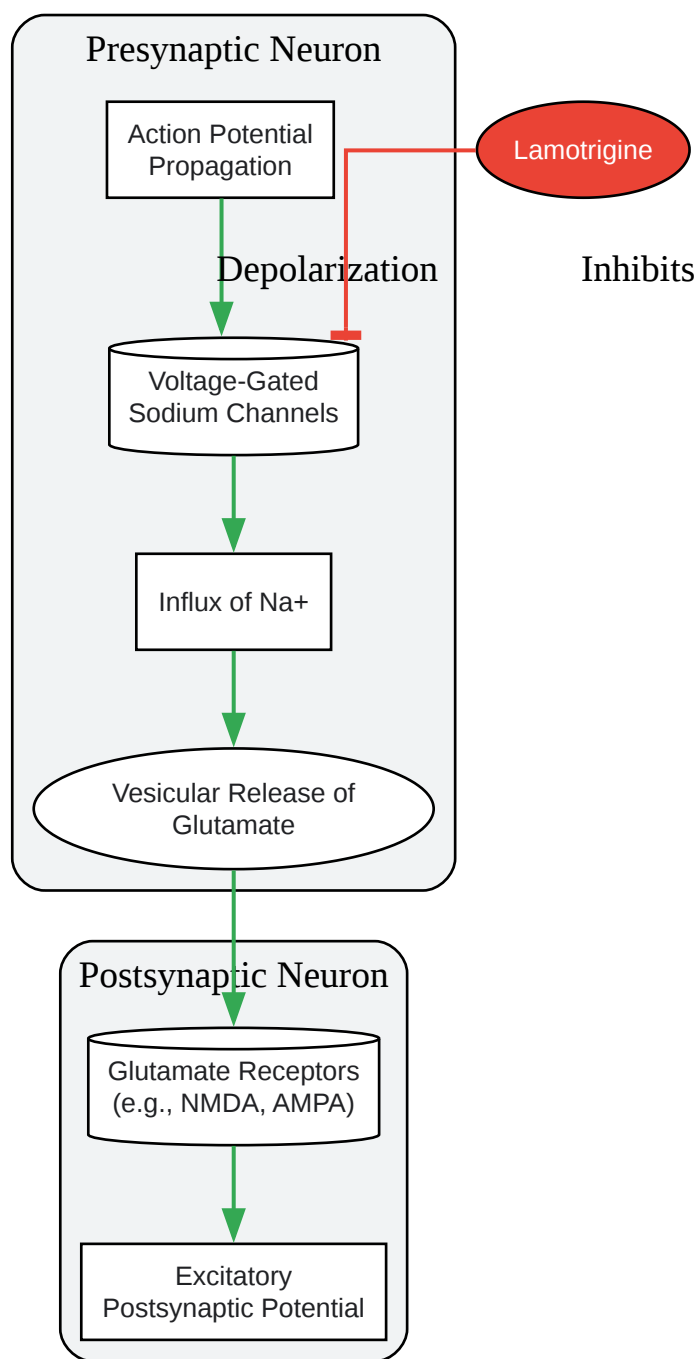 Presynaptic Neuron
Action Potential
Propagation
Lamotrigine
Depolarization
Inhibits
Voltage-Gated
Sodium Channels
Influx of Na+
Vesicular Release of
Glutamate
Postsynaptic Neuron
Glutamate Receptors
(e.g., NMDA, AMPA)
Excitatory
Postsynaptic Potential